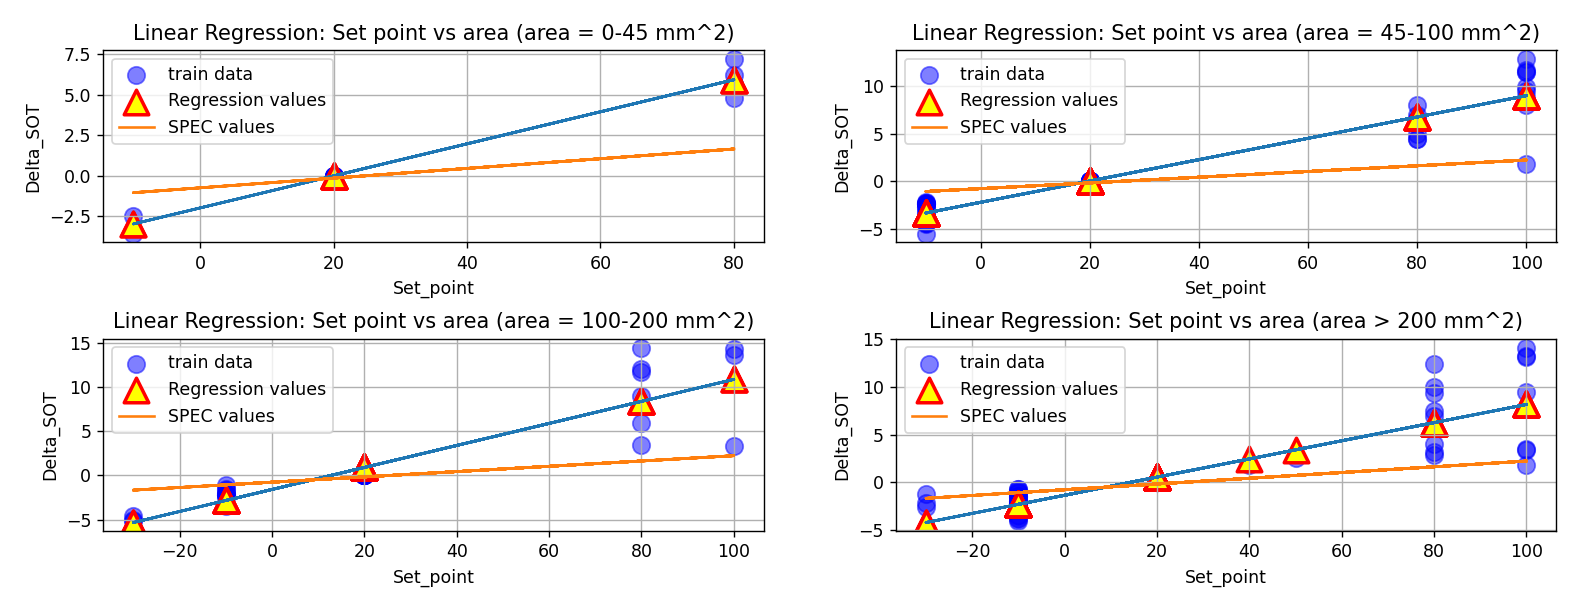 Linear Regression: Set point vs area (area = 0-45 mm^2)
7.5
5.0
2.5
0.0
−2.5
Delta_SOT
train data
Regression values
SPEC values
0
20
40
60
80
Set_point
Linear Regression: Set point vs area (area = 45-100 mm^2)
10
5
0
−5
Delta_SOT
train data
Regression values
SPEC values
0
20
40
60
80
100
Set_point
Linear Regression: Set point vs area (area = 100-200 mm^2)
15
10
5
0
−5
Delta_SOT
train data
Regression values
SPEC values
−20
0
20
40
60
80
100
Set_point
Linear Regression: Set point vs area (area > 200 mm^2)
15
10
5
0
−5
Delta_SOT
train data
Regression values
SPEC values
−20
0
20
40
60
80
100
Set_point